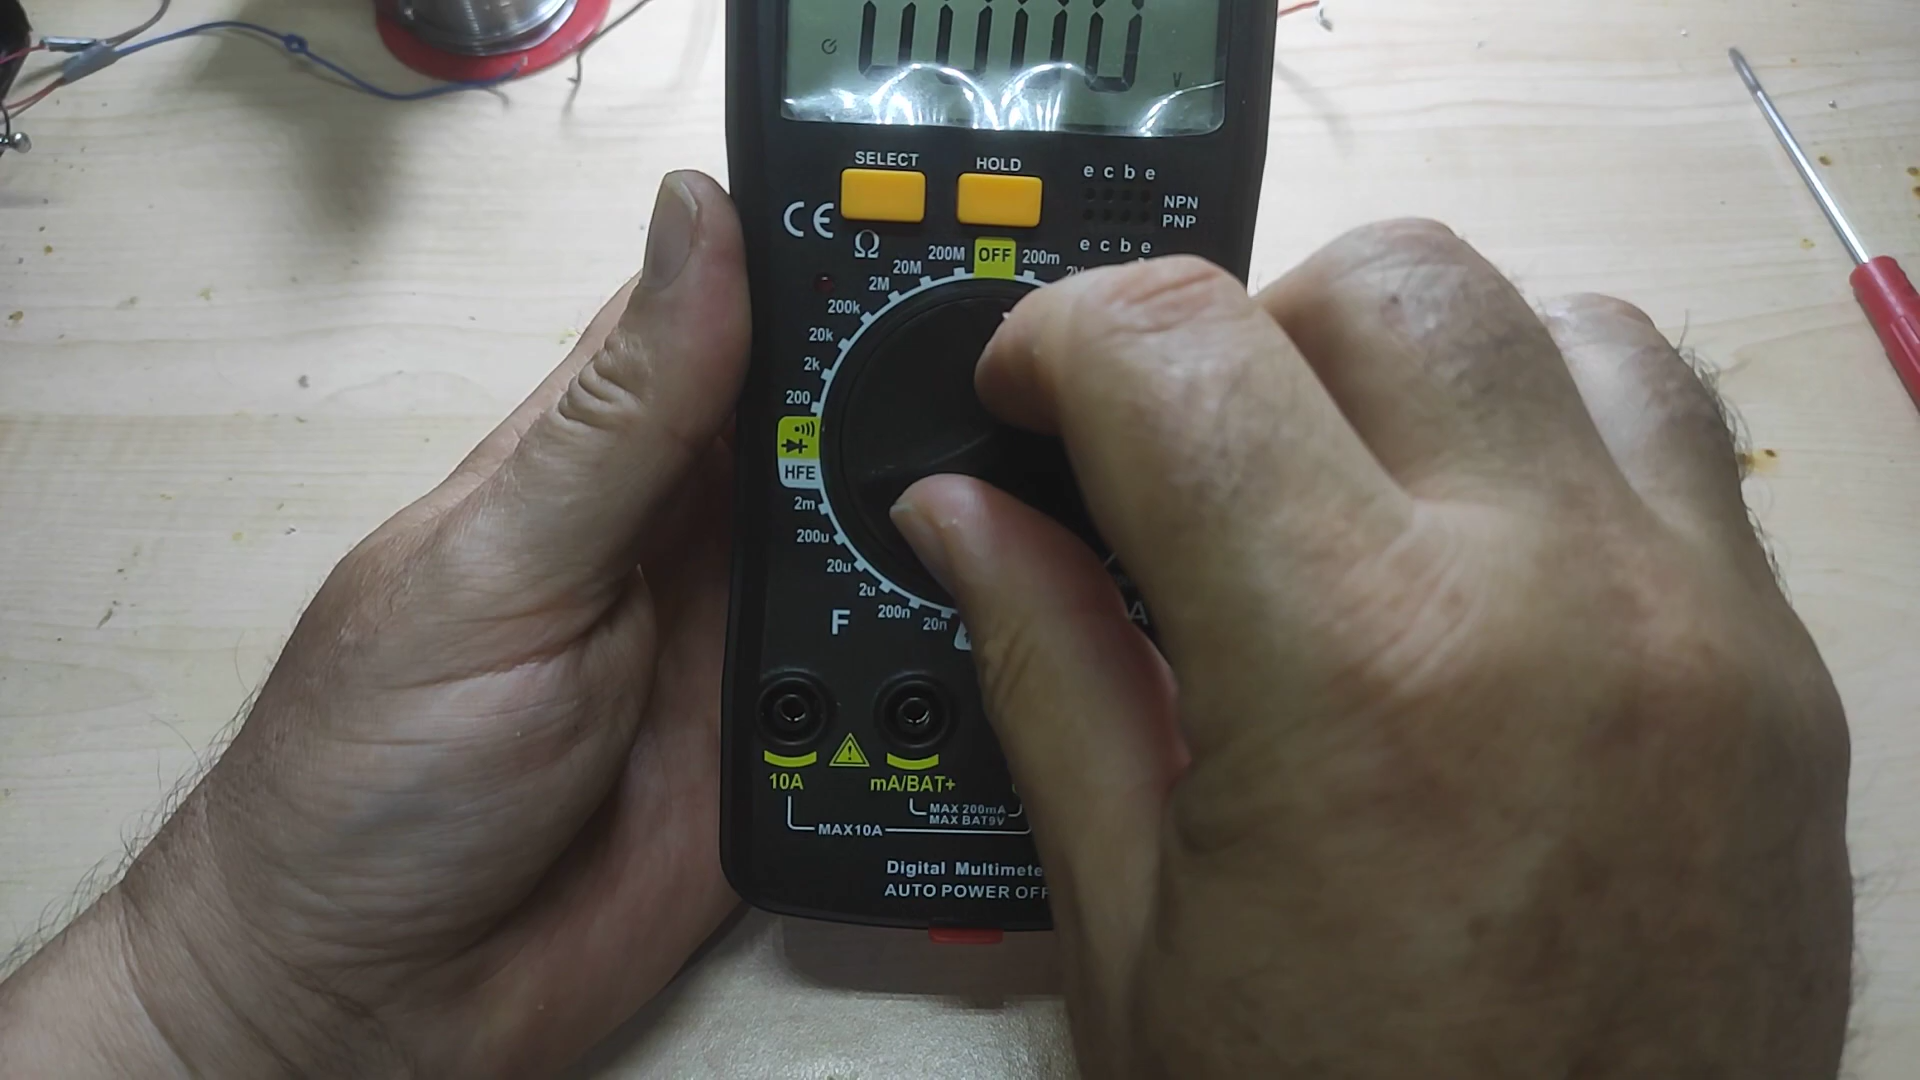 0000
V
SELECT HOLD
e c b e
NPN
PNP
e c b e
CE
Ω
200M OFF 200m
20M
2M
200k
20k
2k
200
HFE
2m
200u
20u
2u
200n
20n
F
A
10A mA/BAT+
MAX 200mA
MAX BAT9V
MAX10A
Digital Multimete
AUTO POWER OFF